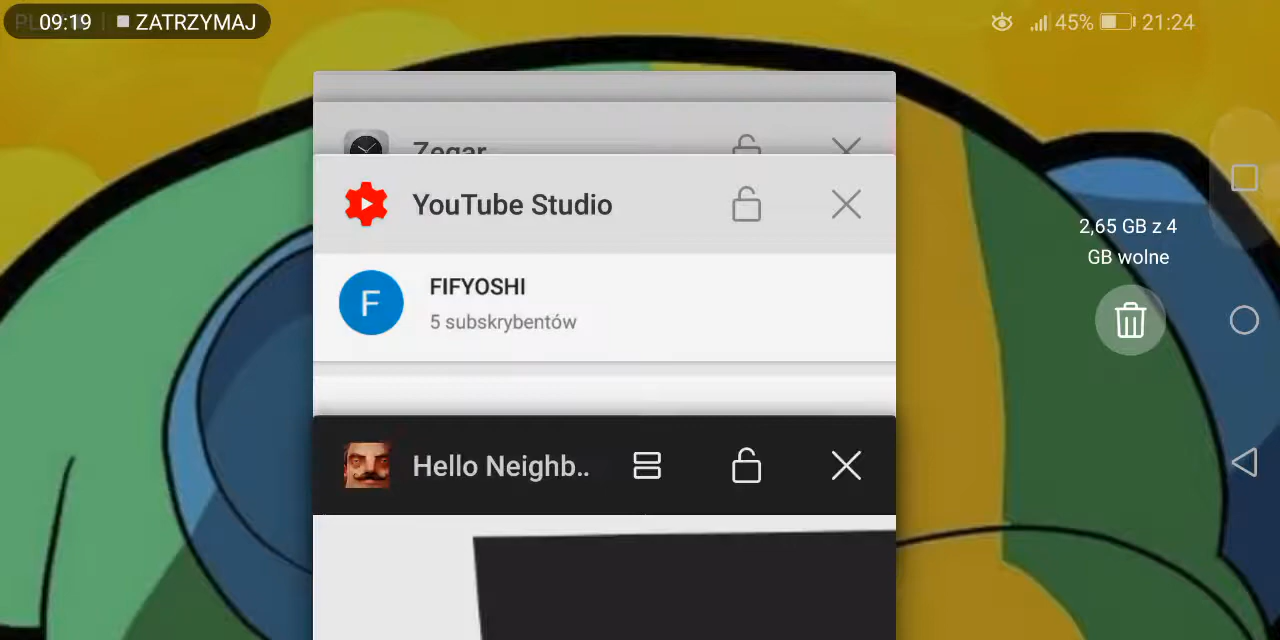 09:19 ZATRZYMAJ
45% 21:24
Zegar
YouTube Studio
FIFYOSHI
5 subskrybentów
F
2,65 GB z 4
GB wolne
Hello Neighb..